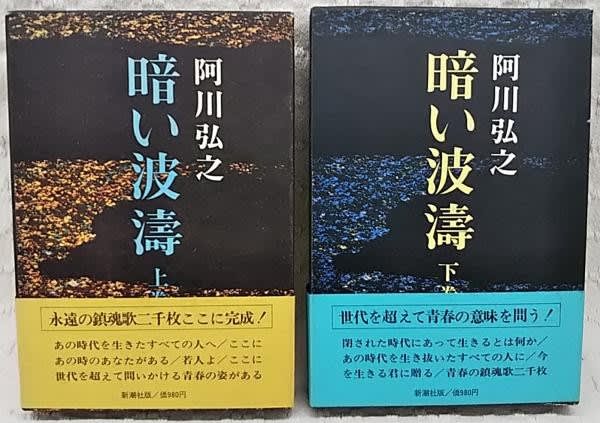 阿川弘之
暗い波濤
上巻
永遠の鎮魂歌二千枚ここに完成!
あの時代を生きたすべての人へ/ここに
あの時のあなたがある/若人よ/ここに
世代を超えて問いかける青春の姿がある
新潮社版/価980円
阿川弘之
暗い波濤
下巻
世代を超えて青春の意味を問う!
閉された時代にあって生きるとは何か/
あの時代を生き抜いたすべての人に/今
を生きる君に贈る/青春の鎮魂歌二千枚
新潮社版/価980円